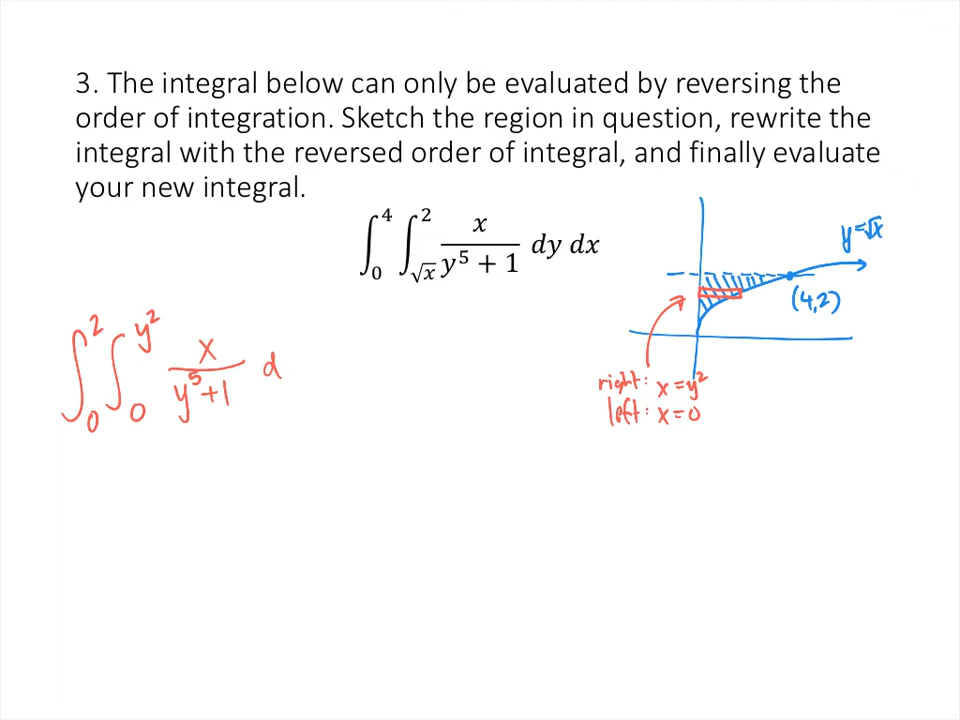 3. The integral below can only be evaluated by reversing the
order of integration. Sketch the region in question, rewrite the
integral with the reversed order of integral, and finally evaluate
your new integral.
∫₀⁴ ∫_√x² x/(y⁵ + 1) dy dx
y=√x
(4,2)
∫₀² ∫₀^(y²) x/(y⁵+1) d
right: x=y²
left: x=0